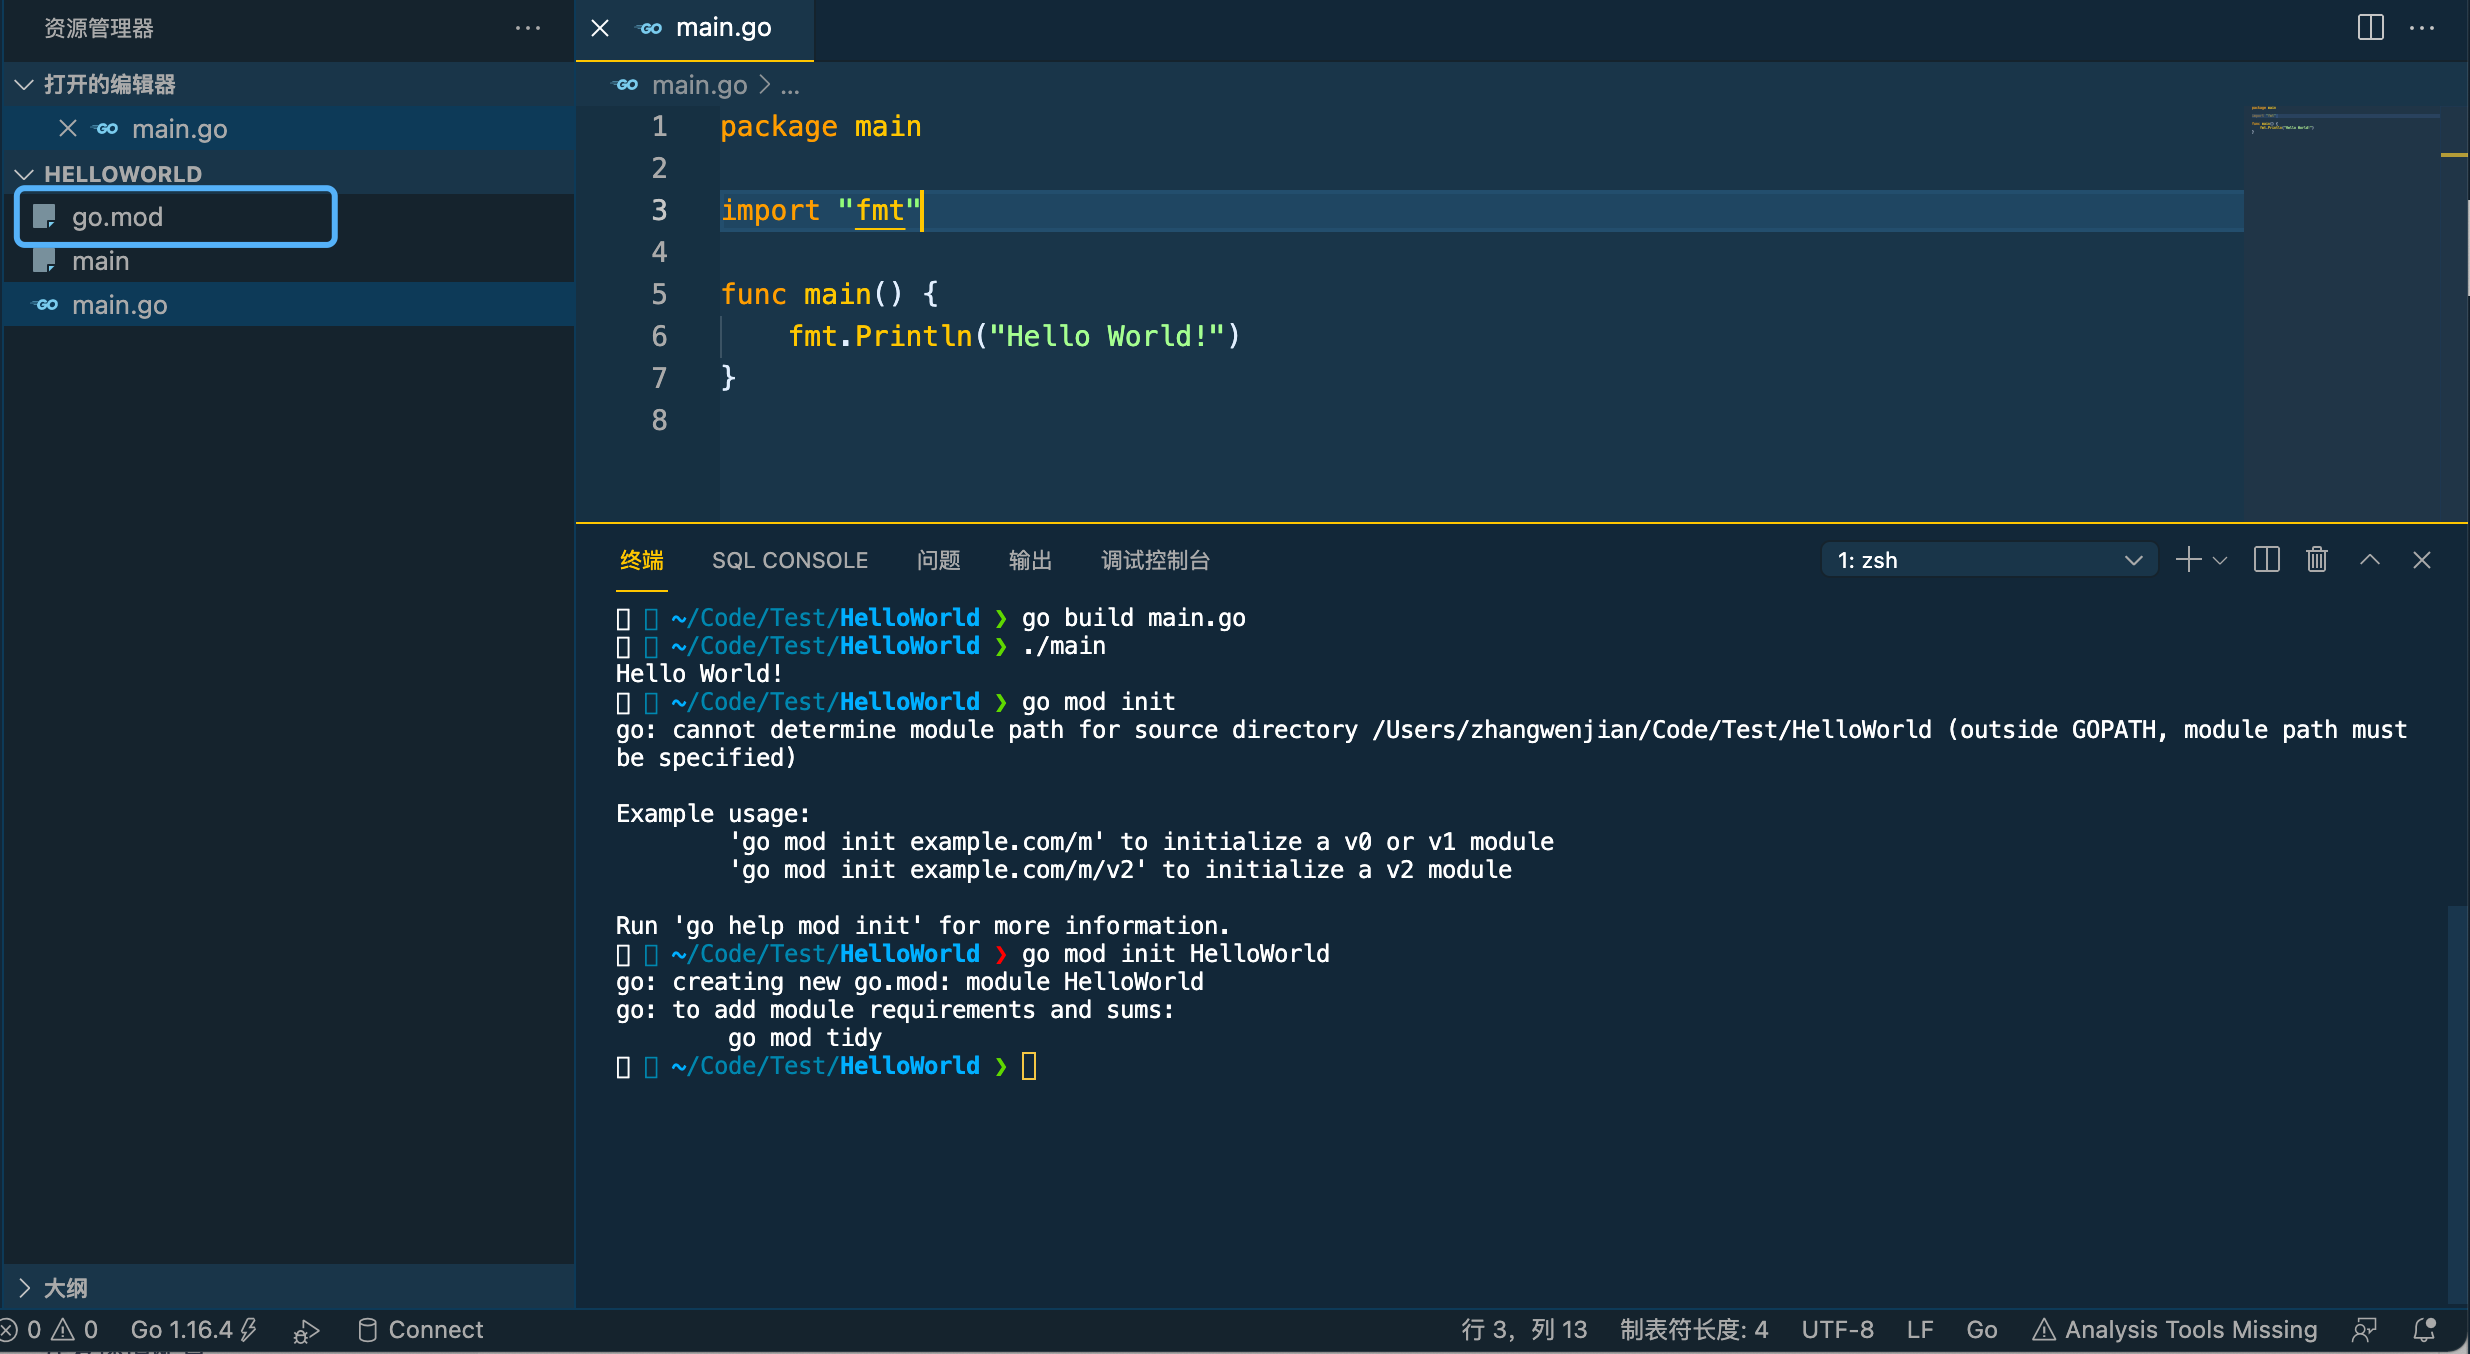 资源管理器
main.go
打开的编辑器
main.go
HELLOWORLD
go.mod
main
main.go
大纲
main.go > ...
1 package main
2
3 import "fmt"
4
5 func main() {
6 fmt.Println("Hello World!")
7 }
8
终端 SQL CONSOLE 问题 输出 调试控制台 1: zsh
~/Code/Test/HelloWorld ❯ go build main.go
~/Code/Test/HelloWorld ❯ ./main
Hello World!
~/Code/Test/HelloWorld ❯ go mod init
go: cannot determine module path for source directory /Users/zhangwenjian/Code/Test/HelloWorld (outside GOPATH, module path must
be specified)
Example usage:
'go mod init example.com/m' to initialize a v0 or v1 module
'go mod init example.com/m/v2' to initialize a v2 module
Run 'go help mod init' for more information.
~/Code/Test/HelloWorld ❯ go mod init HelloWorld
go: creating new go.mod: module HelloWorld
go: to add module requirements and sums:
go mod tidy
~/Code/Test/HelloWorld ❯
0 0 Go 1.16.4 Connect 行 3，列 13 制表符长度: 4 UTF-8 LF Go Analysis Tools Missing